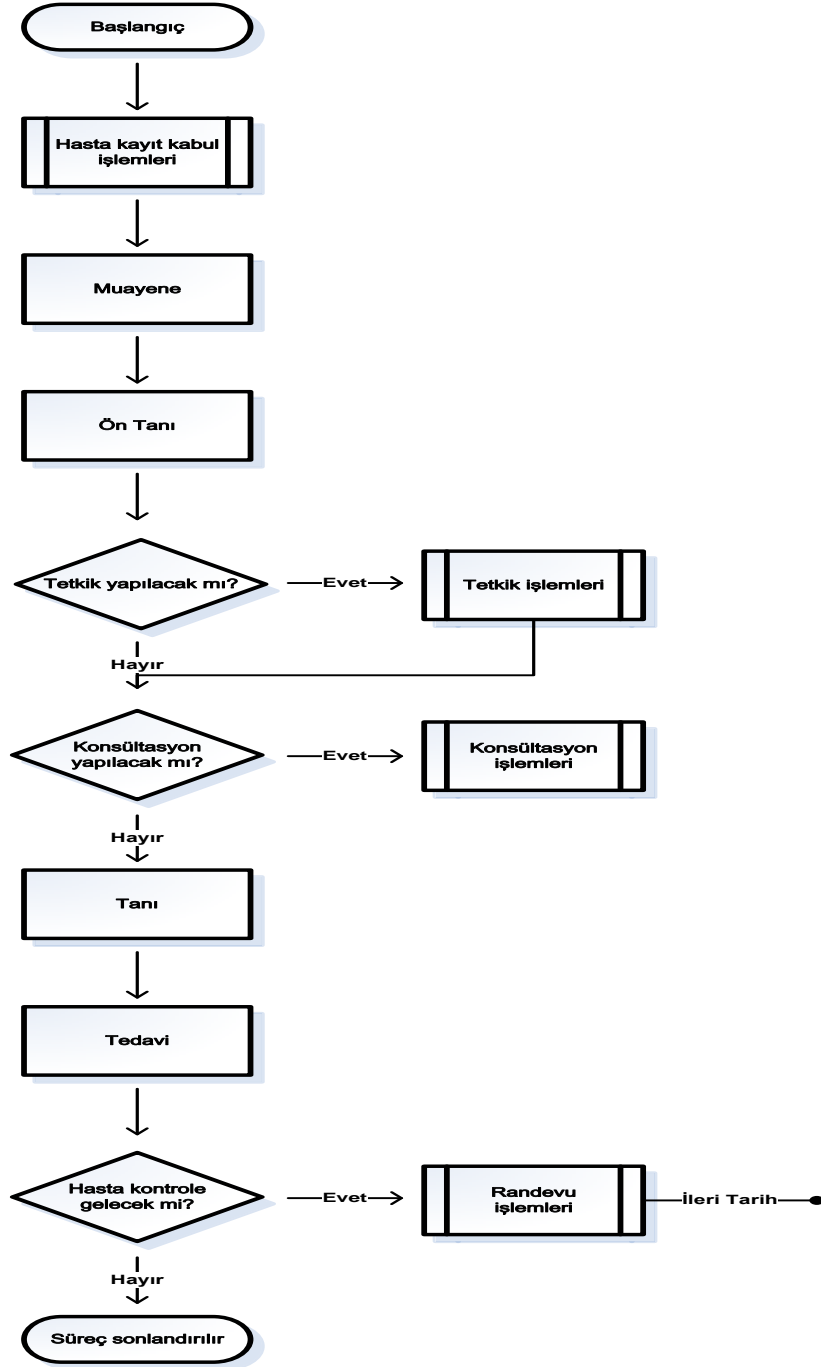 Başlangıç
Hasta kayıt kabul
işlemleri
Muayene
Ön Tanı
Tetkik yapılacak mı?
Evet
Tetkik işlemleri
Hayır
Konsültasyon
yapılacak mı?
Evet
Konsültasyon
işlemleri
Hayır
Tanı
Tedavi
Hasta kontrole
gelecek mi?
Evet
Randevu
işlemleri
İleri Tarih
Hayır
Süreç sonlandırılır